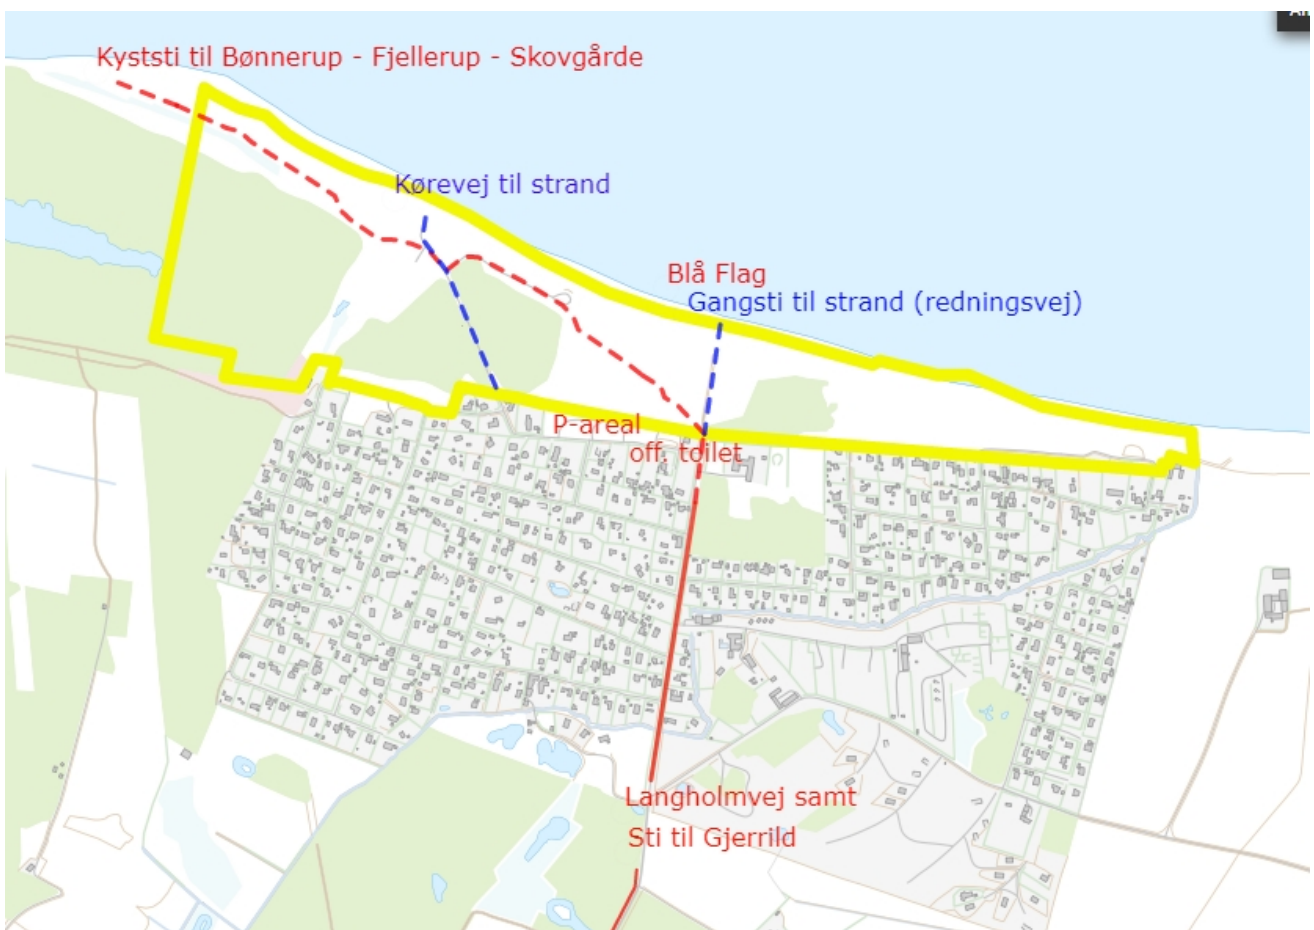 Kyststi til Bønnerup - Fjellerup - Skovgårde
Kørevej til strand
Blå Flag
Gangsti til strand (redningsvej)
P-areal
off. toilet
Langholmvej samt
Sti til Gjerrild